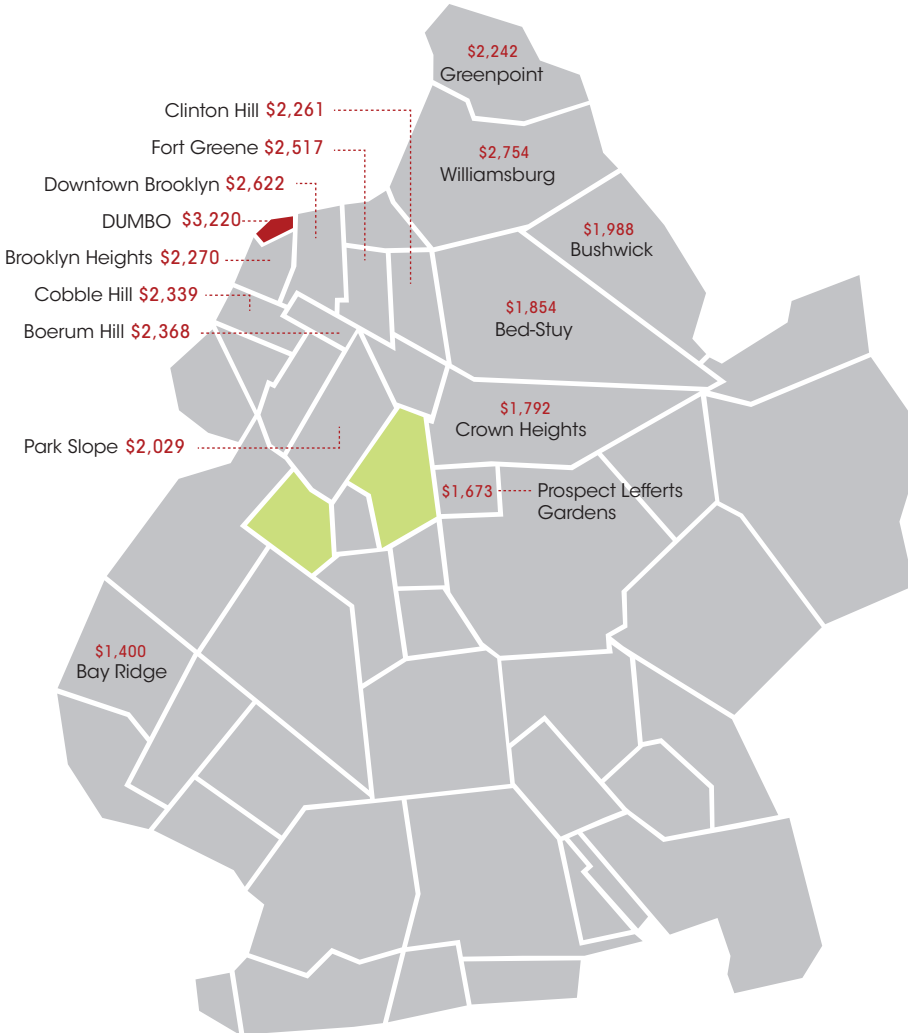 $2,242
Greenpoint
Clinton Hill $2,261
Fort Greene $2,517
$2,754
Williamsburg
Downtown Brooklyn $2,622
DUMBO $3,220
$1,988
Bushwick
Brooklyn Heights $2,270
Cobble Hill $2,339
$1,854
Bed-Stuy
Boerum Hill $2,368
$1,792
Crown Heights
Park Slope $2,029
$1,673 Prospect Lefferts
Gardens
$1,400
Bay Ridge